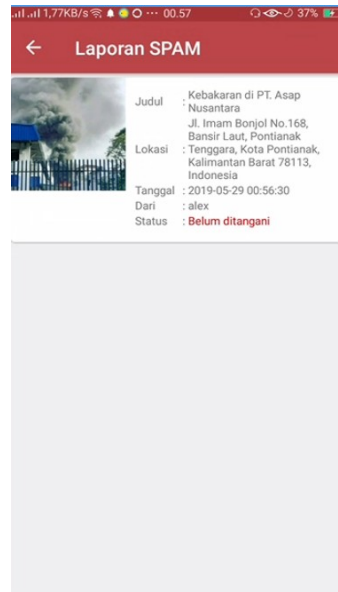 1,77KB/s ··· 00.57 37%
Laporan SPAM
Judul : Kebakaran di PT. Asap
Nusantara
Lokasi : Jl. Imam Bonjol No.168,
Bansir Laut, Pontianak
Tenggara, Kota Pontianak,
Kalimantan Barat 78113,
Indonesia
Tanggal : 2019-05-29 00:56:30
Dari : alex
Status : Belum ditangani